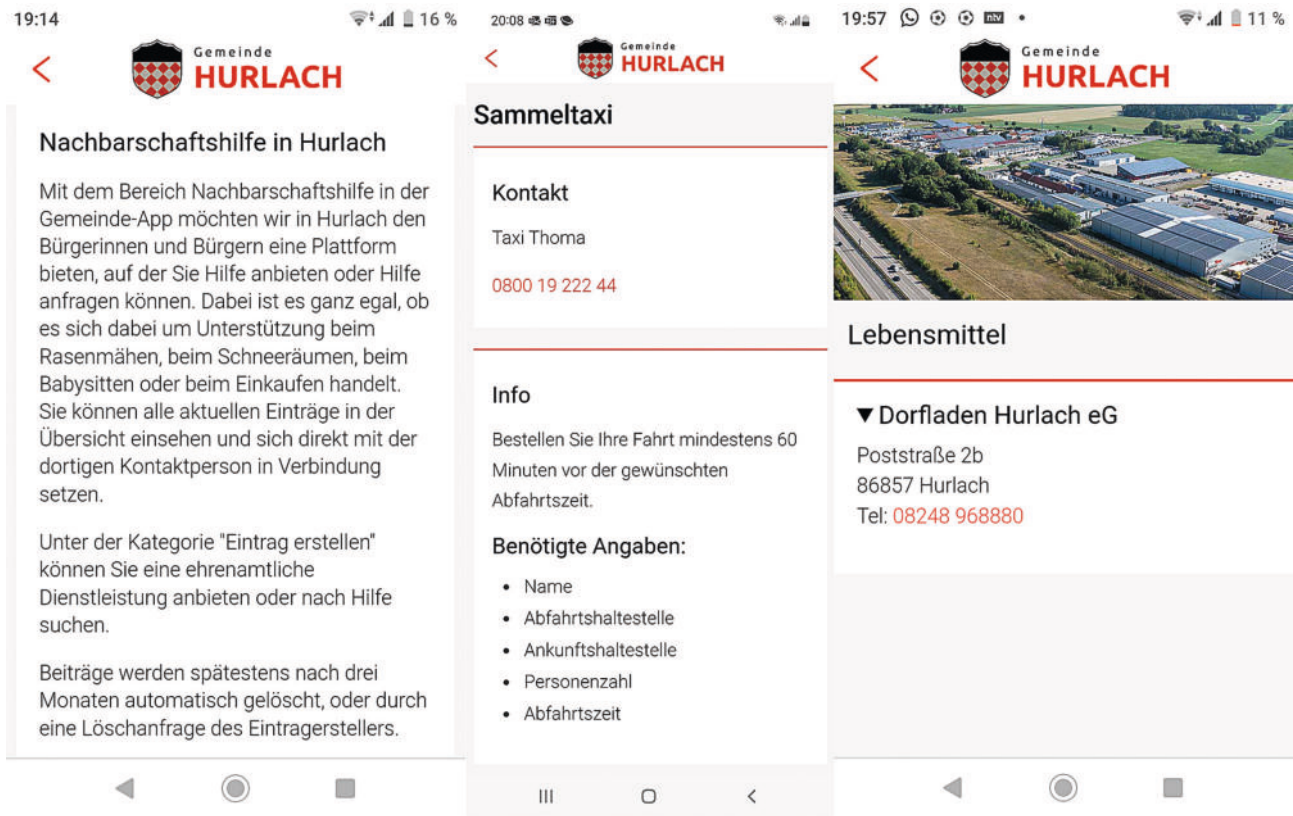 19:14
16 %
Gemeinde
HURLACH
Nachbarschaftshilfe in Hurlach
Mit dem Bereich Nachbarschaftshilfe in der
Gemeinde-App möchten wir in Hurlach den
Bürgerinnen und Bürgern eine Plattform
bieten, auf der Sie Hilfe anbieten oder Hilfe
anfragen können. Dabei ist es ganz egal, ob
es sich dabei um Unterstützung beim
Rasenmähen, beim Schneeräumen, beim
Babysitten oder beim Einkaufen handelt.
Sie können alle aktuellen Einträge in der
Übersicht einsehen und sich direkt mit der
dortigen Kontaktperson in Verbindung
setzen.
Unter der Kategorie "Eintrag erstellen"
können Sie eine ehrenamtliche
Dienstleistung anbieten oder nach Hilfe
suchen.
Beiträge werden spätestens nach drei
Monaten automatisch gelöscht, oder durch
eine Löschanfrage des Eintragerstellers.
20:08
Gemeinde
HURLACH
Sammeltaxi
Kontakt
Taxi Thoma
0800 19 222 44
Info
Bestellen Sie Ihre Fahrt mindestens 60
Minuten vor der gewünschten
Abfahrtszeit.
Benötigte Angaben:
• Name
• Abfahrtshaltestelle
• Ankunftshaltestelle
• Personenzahl
• Abfahrtszeit
19:57
ntv
11 %
Gemeinde
HURLACH
Lebensmittel
▼ Dorfladen Hurlach eG
Poststraße 2b
86857 Hurlach
Tel: 08248 968880